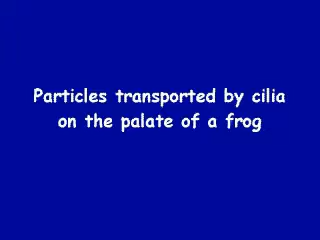 Particles transported by cilia
on the palate of a frog